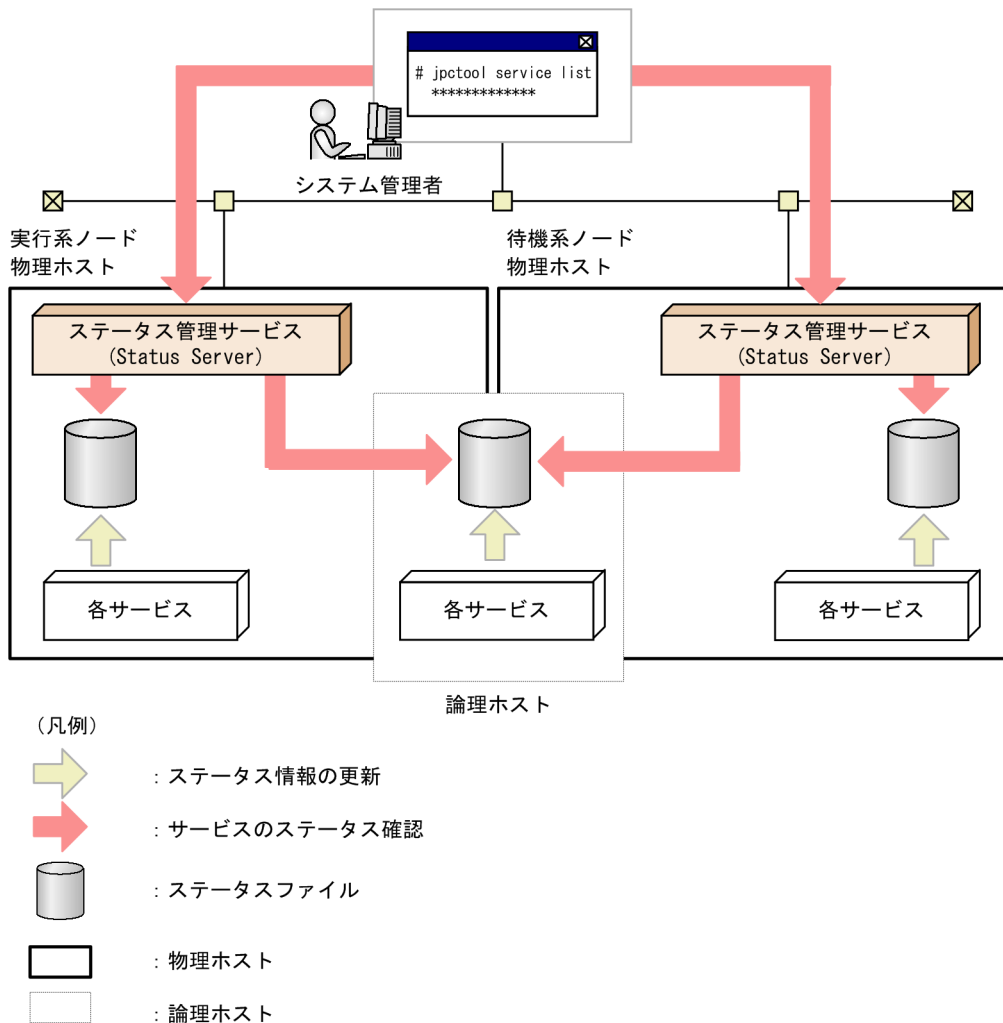 # jpctool service list
*************
システム管理者
実行系ノード
物理ホスト
待機系ノード
物理ホスト
ステータス管理サービス
(Status Server)
ステータス管理サービス
(Status Server)
各サービス
各サービス
各サービス
論理ホスト
（凡例）
：ステータス情報の更新
：サービスのステータス確認
：ステータスファイル
：物理ホスト
：論理ホスト